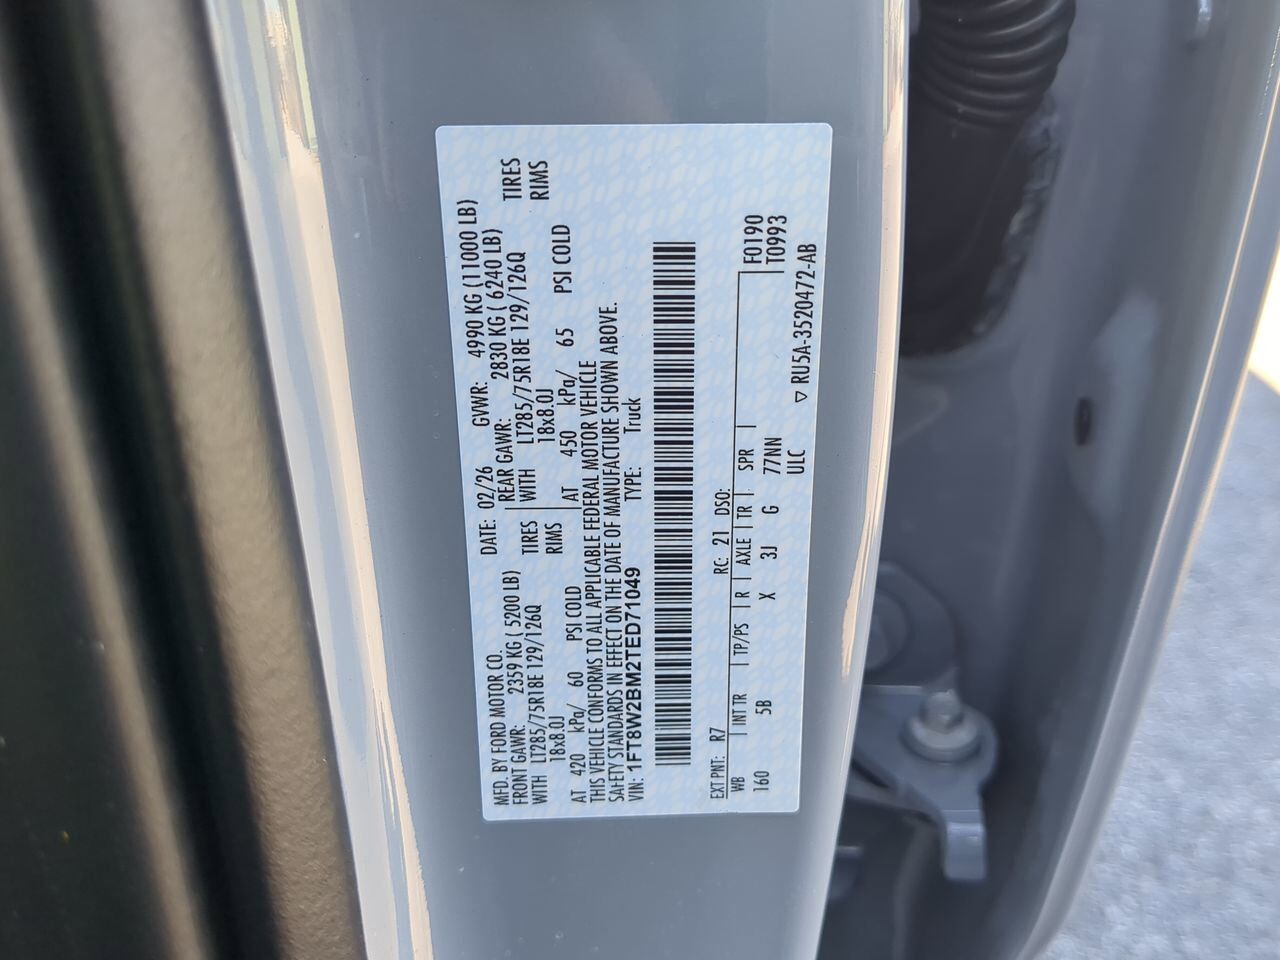 MFD. BY FORD MOTOR CO.
DATE: 02/26 GVWR: 4990 KG (11000 LB)
FRONT GAWR: 2359 KG ( 5200 LB) REAR GAWR: 2830 KG ( 6240 LB)
WITH LT285/75R18E 129/126Q TIRES WITH LT285/75R18E 129/126Q TIRES
18x8.0J RIMS 18x8.0J RIMS
AT 420 kPa/ 60 PSI COLD AT 450 kPa/ 65 PSI COLD
THIS VEHICLE CONFORMS TO ALL APPLICABLE FEDERAL MOTOR VEHICLE
SAFETY STANDARDS IN EFFECT ON THE DATE OF MANUFACTURE SHOWN ABOVE.
VIN: 1FT8W2BM2TED71049 TYPE: Truck
EXT PNT: R7 RC: 21 DSO:
WB INT TR TP/PS R AXLE TR SPR F0190
160 5B X 3J G 77NN T0993
ULC
▽ RU5A-3520472-AB